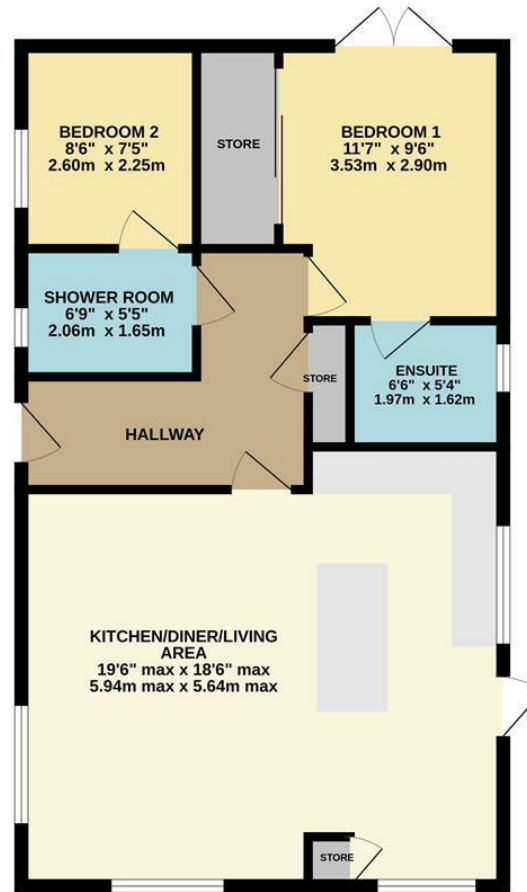 BEDROOM 2
8'6" x 7'5"
2.60m x 2.25m
STORE
BEDROOM 1
11'7" x 9'6"
3.53m x 2.90m
SHOWER ROOM
6'9" x 5'5"
2.06m x 1.65m
STORE
ENSUITE
6'6" x 5'4"
1.97m x 1.62m
HALLWAY
KITCHEN/DINER/LIVING
AREA
19'6" max x 18'6" max
5.94m max x 5.64m max
STORE